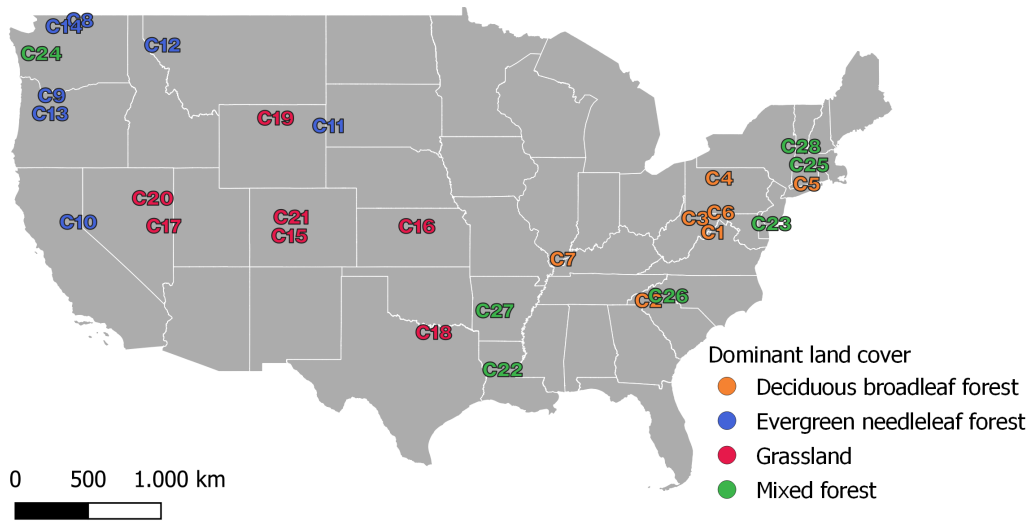 C8
C14
C24
C12
C9
C13
C19
C11
C28
C25
C4
C5
C20
C17
C10
C21
C15
C16
C6
C3
C1
C23
C7
C2
C26
C27
C18
C22
Dominant land cover
Deciduous broadleaf forest
Evergreen needleleaf forest
Grassland
Mixed forest
0 500 1.000 km